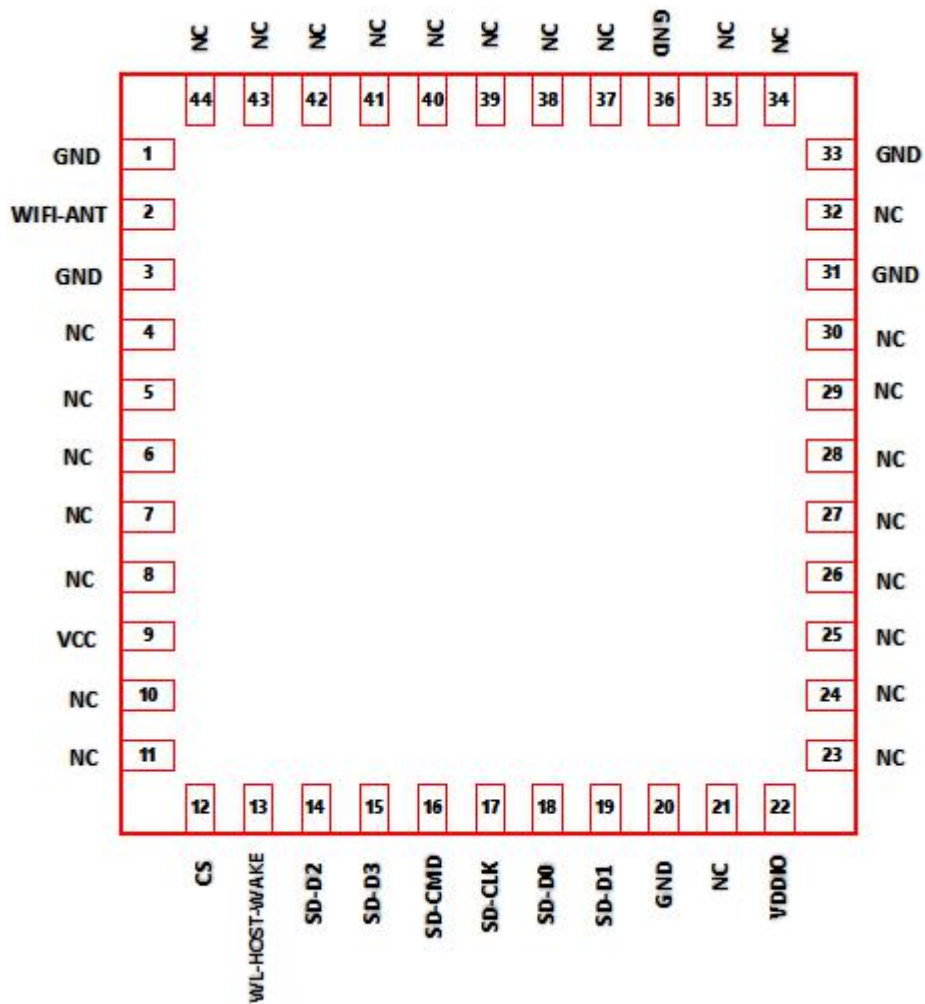 NC NC NC NC NC NC NC NC GND NC NC
44 43 42 41 40 39 38 37 36 35 34
GND 1 33 GND
WIFI-ANT 2 32 NC
GND 3 31 GND
NC 4 30 NC
NC 5 29 NC
NC 6 28 NC
NC 7 27 NC
NC 8 26 NC
VCC 9 25 NC
NC 10 24 NC
NC 11 23 NC
12 13 14 15 16 17 18 19 20 21 22
CS WL-HOST-WAKE SD-D2 SD-D3 SD-CMD SD-CLK SD-D0 SD-D1 GND NC VDDIO